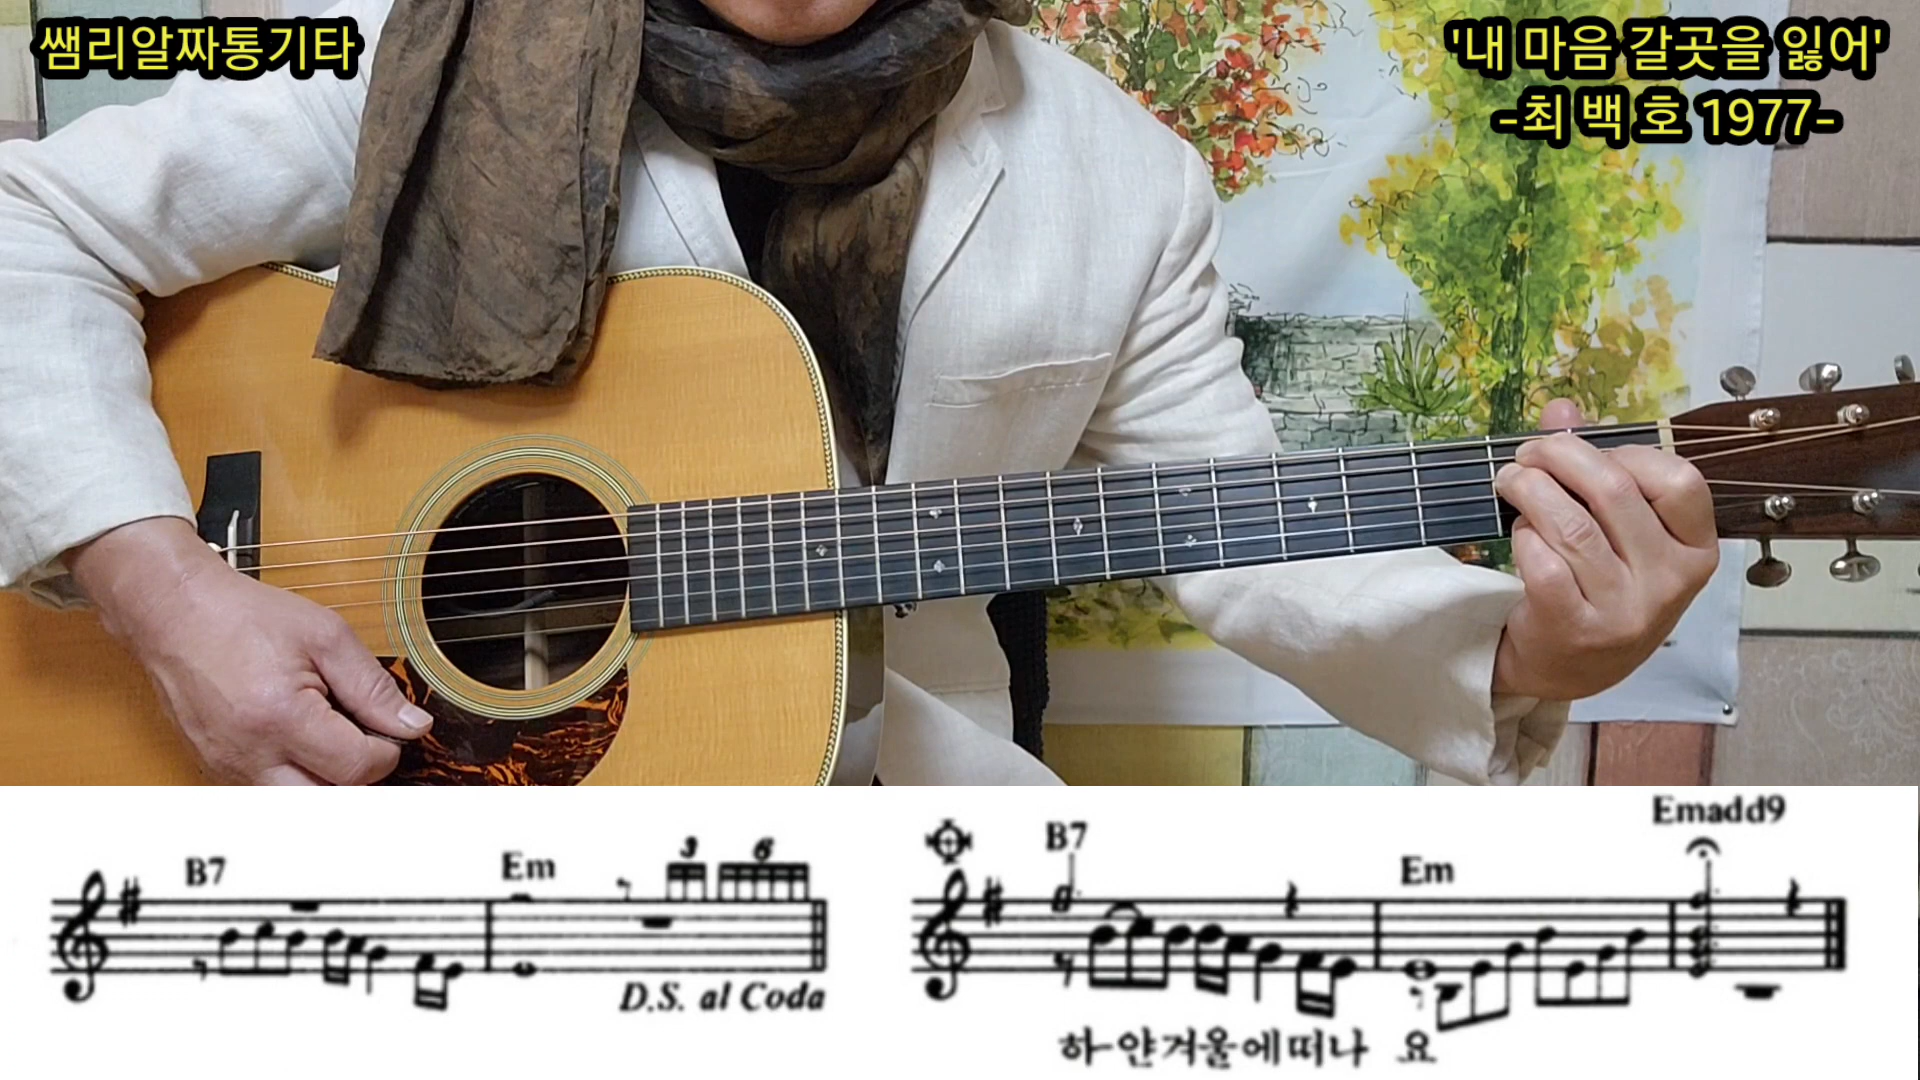 쌤리알짜통기타
'내 마음 갈곳을 잃어'
-최 백 호 1977-
B7 Em 3 6
D.S. al Coda
B7 Em Emadd9
하-얀겨울에떠나 요